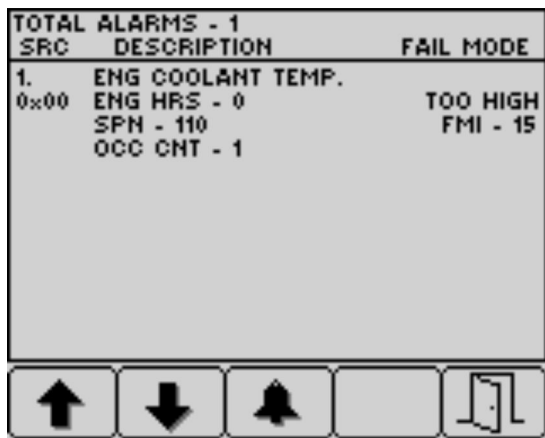 TOTAL ALARMS - 1
SRC DESCRIPTION FAIL MODE
1. ENG COOLANT TEMP.
0x00 ENG HRS - 0 TOO HIGH
SPN - 110 FMI - 15
OCC CNT - 1